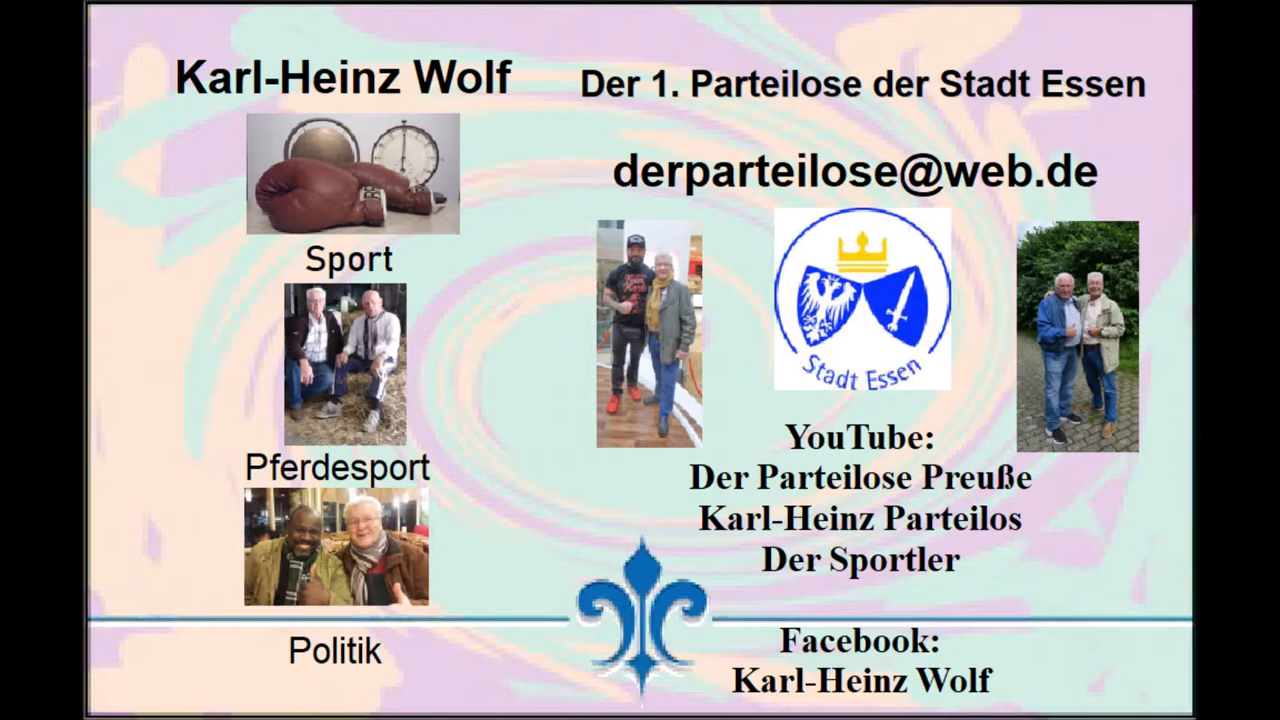 Karl-Heinz Wolf
Der 1. Parteilose der Stadt Essen
derparteilose@web.de
Sport
Pferdesport
Politik
Stadt Essen
YouTube:
Der Parteilose Preuße
Karl-Heinz Parteilos
Der Sportler
Facebook:
Karl-Heinz Wolf